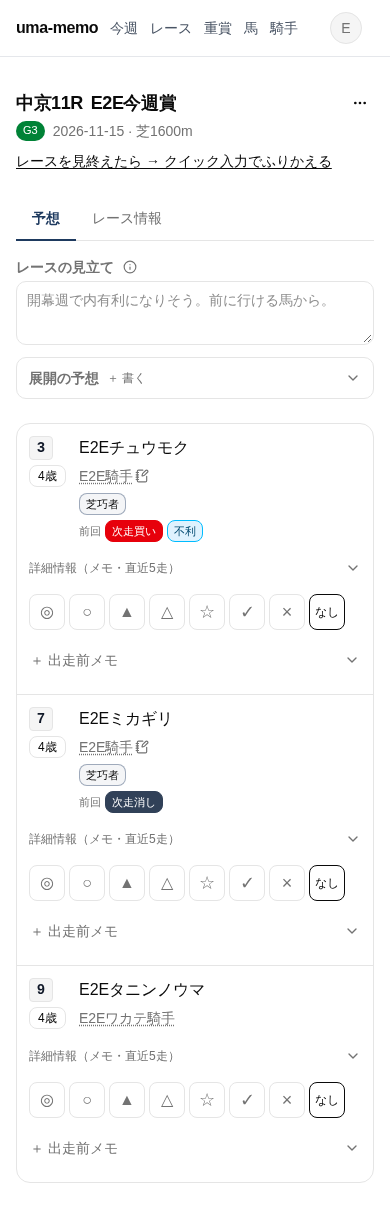 uma-memo 今週 レース 重賞 馬 騎手 E
中京11R E2E今週賞 …
G3 2026-11-15 · 芝1600m
レースを見終えたら → クイック入力でふりかえる
予想 レース情報
レースの見立て
開幕週で内有利になりそう。前に行ける馬から。
展開の予想 ＋ 書く
3 E2Eチュウモク
4歳 E2E騎手
芝巧者
前回 次走買い 不利
詳細情報（メモ・直近5走）
◎ ○ ▲ △ ☆ ✓ × なし
＋ 出走前メモ
7 E2Eミカギリ
4歳 E2E騎手
芝巧者
前回 次走消し
詳細情報（メモ・直近5走）
◎ ○ ▲ △ ☆ ✓ × なし
＋ 出走前メモ
9 E2Eタニンノウマ
4歳 E2Eワカテ騎手
詳細情報（メモ・直近5走）
◎ ○ ▲ △ ☆ ✓ × なし
＋ 出走前メモ